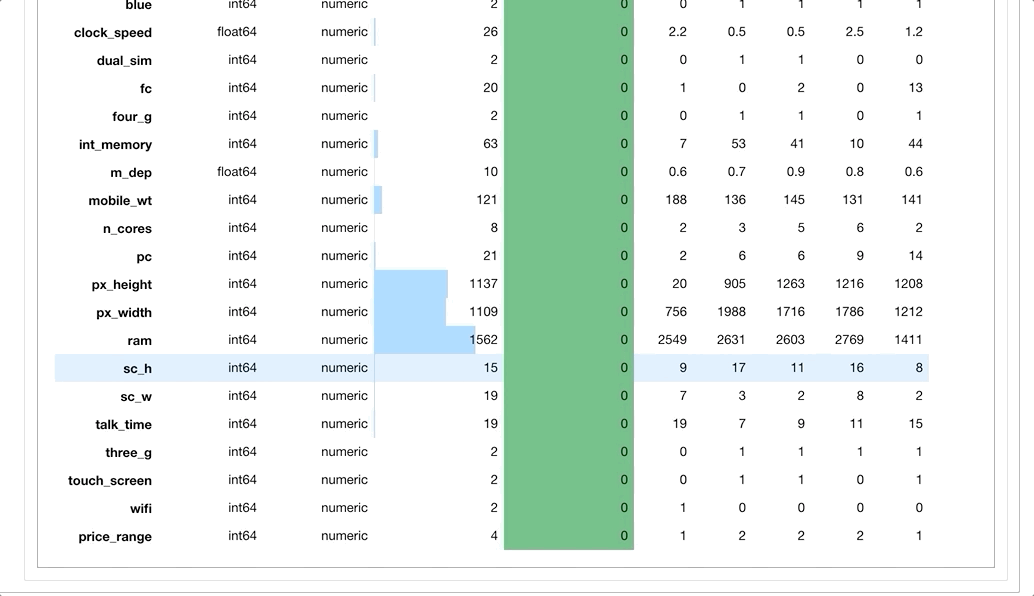 blue int64 numeric 2 0 0 1 1 1 1
clock_speed float64 numeric 26 0 2.2 0.5 0.5 2.5 1.2
dual_sim int64 numeric 2 0 0 1 1 0 0
fc int64 numeric 20 0 1 0 2 0 13
four_g int64 numeric 2 0 0 1 1 0 1
int_memory int64 numeric 63 0 7 53 41 10 44
m_dep float64 numeric 10 0 0.6 0.7 0.9 0.8 0.6
mobile_wt int64 numeric 121 0 188 136 145 131 141
n_cores int64 numeric 8 0 2 3 5 6 2
pc int64 numeric 21 0 2 6 6 9 14
px_height int64 numeric 1137 0 20 905 1263 1216 1208
px_width int64 numeric 1109 0 756 1988 1716 1786 1212
ram int64 numeric 1562 0 2549 2631 2603 2769 1411
sc_h int64 numeric 15 0 9 17 11 16 8
sc_w int64 numeric 19 0 7 3 2 8 2
talk_time int64 numeric 19 0 19 7 9 11 15
three_g int64 numeric 2 0 0 1 1 1 1
touch_screen int64 numeric 2 0 0 1 1 0 1
wifi int64 numeric 2 0 1 0 0 0 0
price_range int64 numeric 4 0 1 2 2 2 1